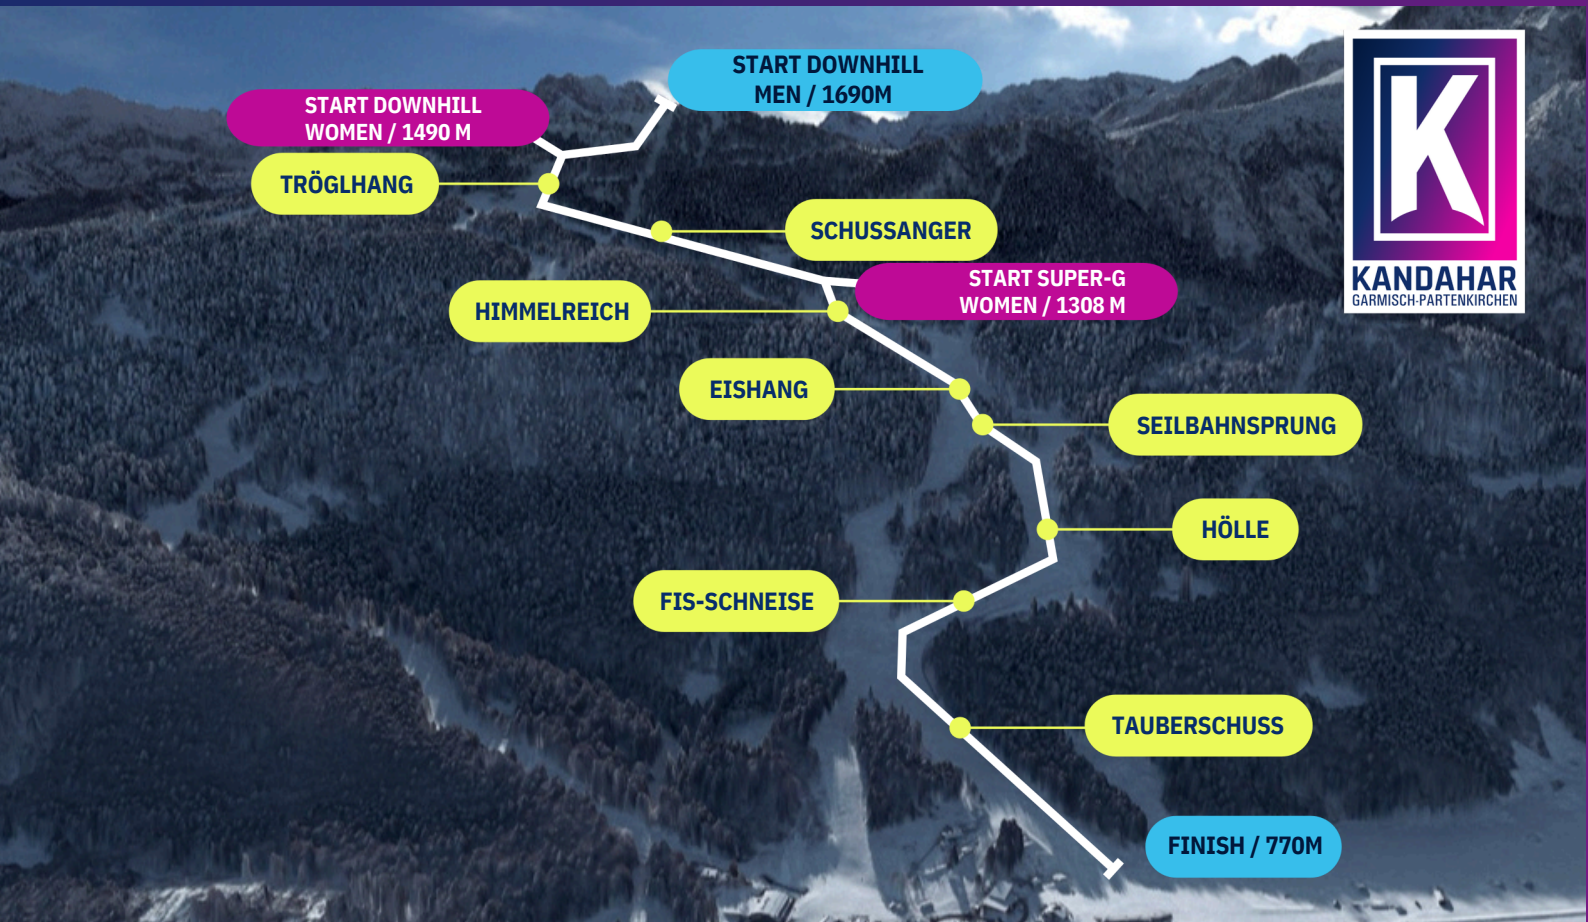 START DOWNHILL
MEN / 1690M
START DOWNHILL
WOMEN / 1490 M
TRÖGLHANG
SCHUSSANGER
START SUPER-G
WOMEN / 1308 M
HIMMELREICH
EISHANG
SEILBAHNSPRUNG
HÖLLE
FIS-SCHNEISE
TAUBERSCHUSS
FINISH / 770M
K
KANDAHAR
GARMISCH-PARTENKIRCHEN